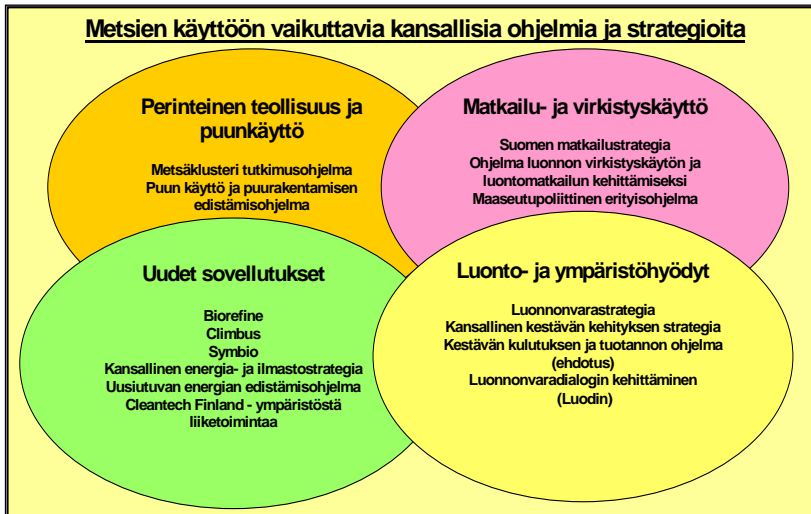 Metsien käyttöön vaikuttavia kansallisia ohjelmia ja strategioita
Perinteinen teollisuus ja
puunkäyttö
Metsäklusteri tutkimusohjelma
Puun käyttö ja puurakentamisen
edistämisohjelma
Matkailu- ja virkistyskäyttö
Suomen matkailustrategia
Ohjelma luonnon virkistyskäytön ja
luontomatkailun kehittämiseksi
Maaseutupoliittinen erityisohjelma
Uudet sovellutukset
Biorefine
Climbus
Symbio
Kansallinen energia- ja ilmastostrategia
Uusiutuvan energian edistämisohjelma
Cleantech Finland - ympäristöstä
liiketoimintaa
Luonto- ja ympäristöhyödyt
Luonnonvarastrategia
Kansallinen kestävän kehityksen strategia
Kestävän kulutuksen ja tuotannon ohjelma
(ehdotus)
Luonnonvaradialogin kehittäminen
(Luodin)